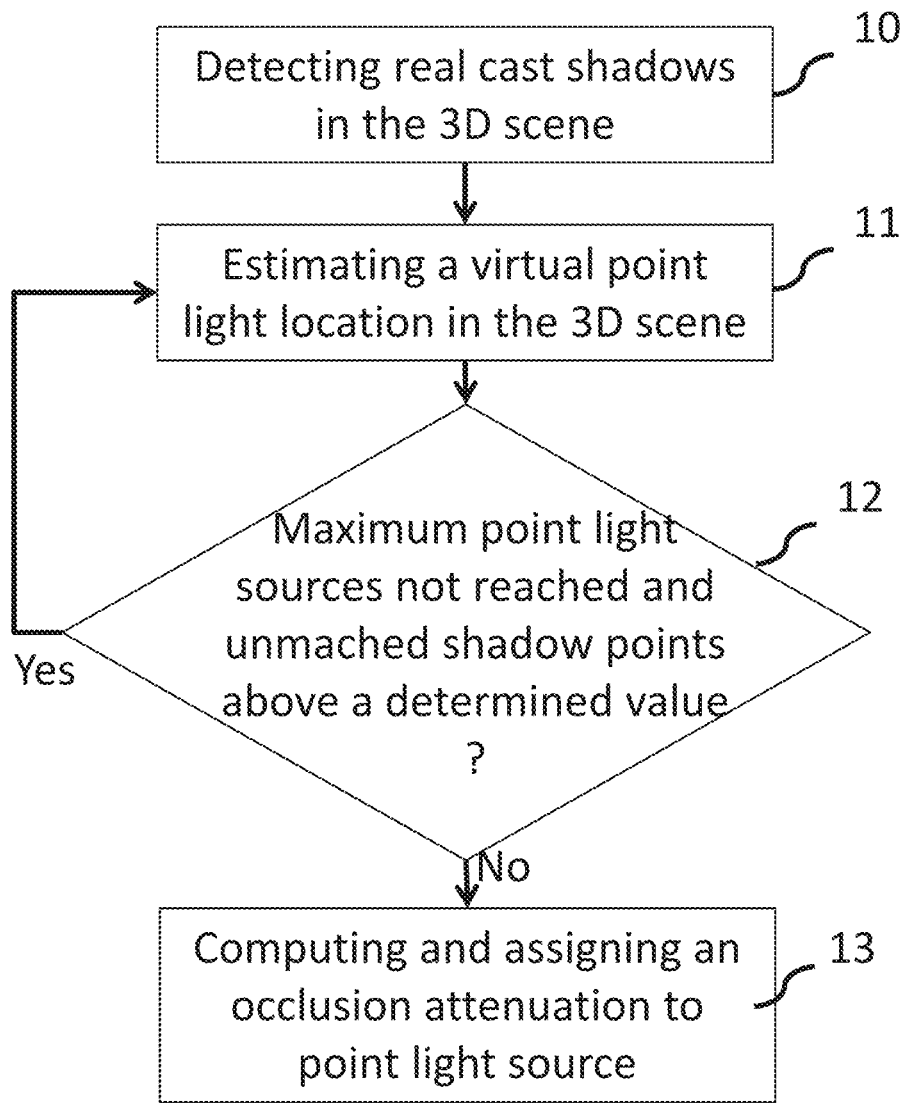 10
Detecting real cast shadows
in the 3D scene
11
Estimating a virtual point
light location in the 3D scene
12
Maximum point light
sources not reached and
unmached shadow points
above a determined value
?
Yes
No
Computing and assigning an
occlusion attenuation to
point light source
13